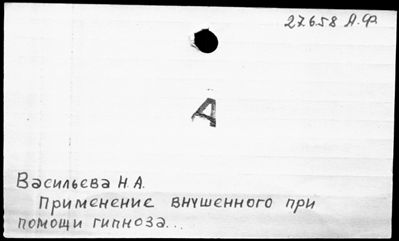 27658 А.Ф
А
Васильева Н.А.
Применение внушенного при
помощи гипноза...